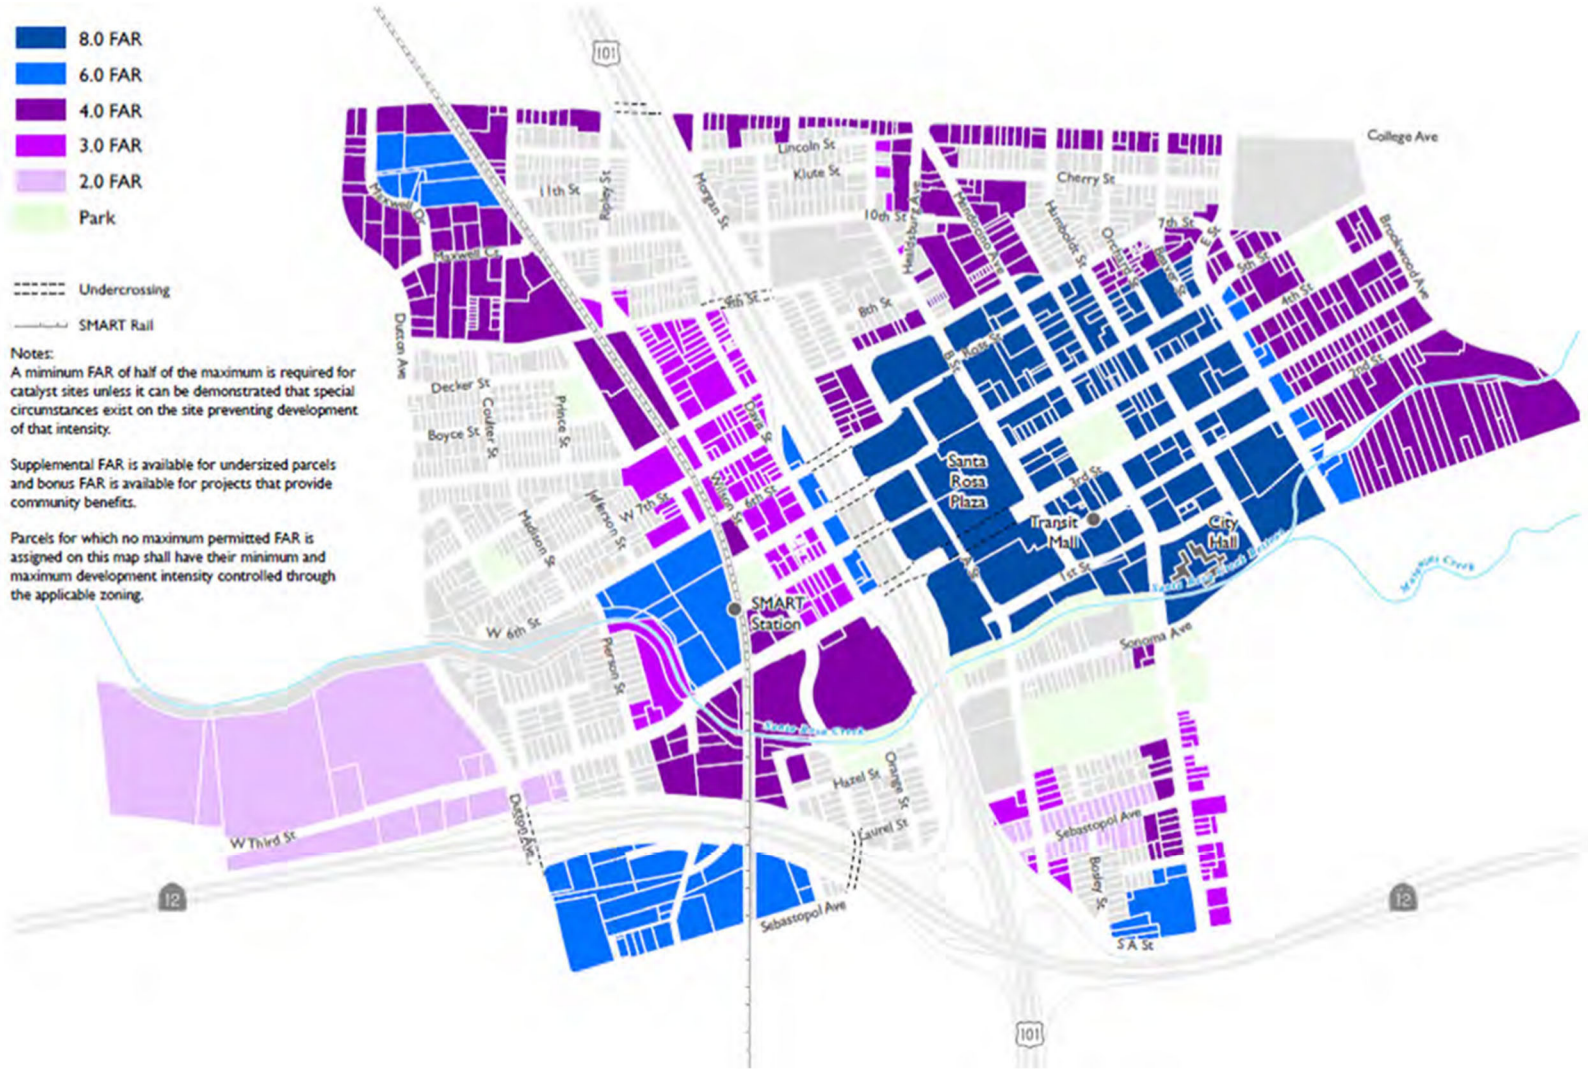 8.0 FAR
6.0 FAR
4.0 FAR
3.0 FAR
2.0 FAR
Park
Undercrossing
SMART Rail
Notes:
A miminum FAR of half of the maximum is required for
catalyst sites unless it can be demonstrated that special
circumstances exist on the site preventing development
of that intensity.
Supplemental FAR is available for undersized parcels
and bonus FAR is available for projects that provide
community benefits.
Parcels for which no maximum permitted FAR is
assigned on this map shall have their minimum and
maximum development intensity controlled through
the applicable zoning.
101
College Ave
Lincoln St
Klute St
11th St
Ripley St
Morgan St
Cherry St
10th St
Healdsburg Ave
Mendocino Ave
Humboldt St
Orchard St
7th St
Beaver St
E St
Brookwood Ave
Maxwell Dr
Maxwell Ct
5th St
4th St
8th St
Ross St
2nd St
Dutton Ave
Decker St
Coulter St
Boyce St
Prince St
Davis St
Santa
Rosa
Plaza
3rd St
Transit
Mall
City
Hall
W 7th St
Wilson St
6th St
Jefferson St
Madison St
A St
1st St
Matanzas Creek
SMART
Station
W 6th St
Pierson St
Sonoma Ave
Santa Rosa Creek
Hazel St
Orange St
Laurel St
W Third St
Dutton Ave
Sebastopol Ave
Bosley St
Sebastopol Ave
S A St
12
12
101